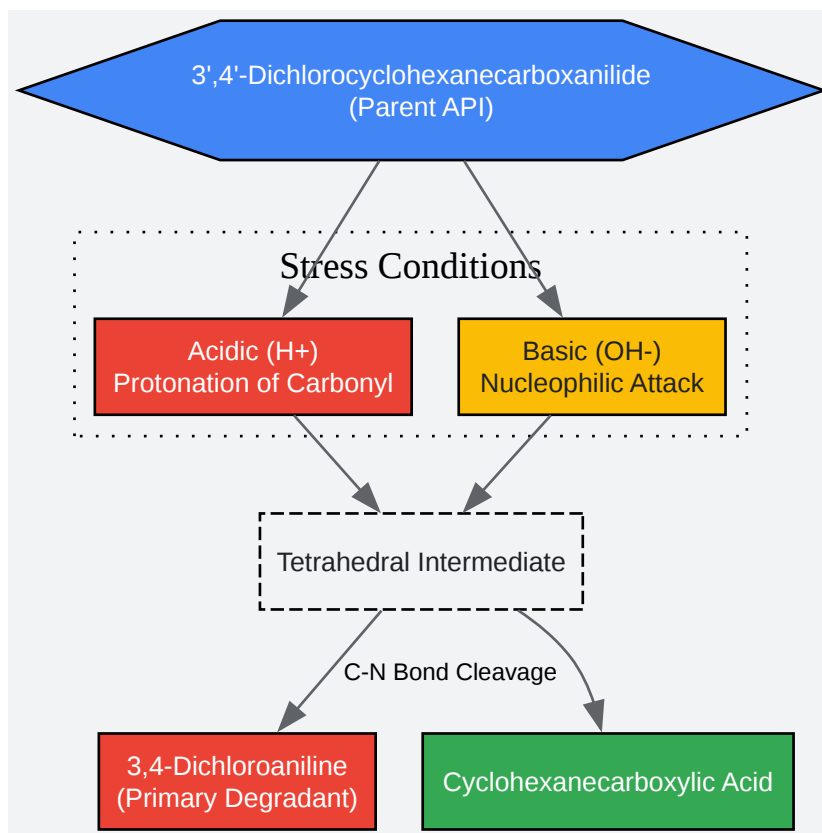 3',4'-Dichlorocyclohexanecarboxanilide
(Parent API)
Stress Conditions
Acidic (H+)
Protonation of Carbonyl
Basic (OH-)
Nucleophilic Attack
Tetrahedral Intermediate
C-N Bond Cleavage
3,4-Dichloroaniline
(Primary Degradant)
Cyclohexanecarboxylic Acid